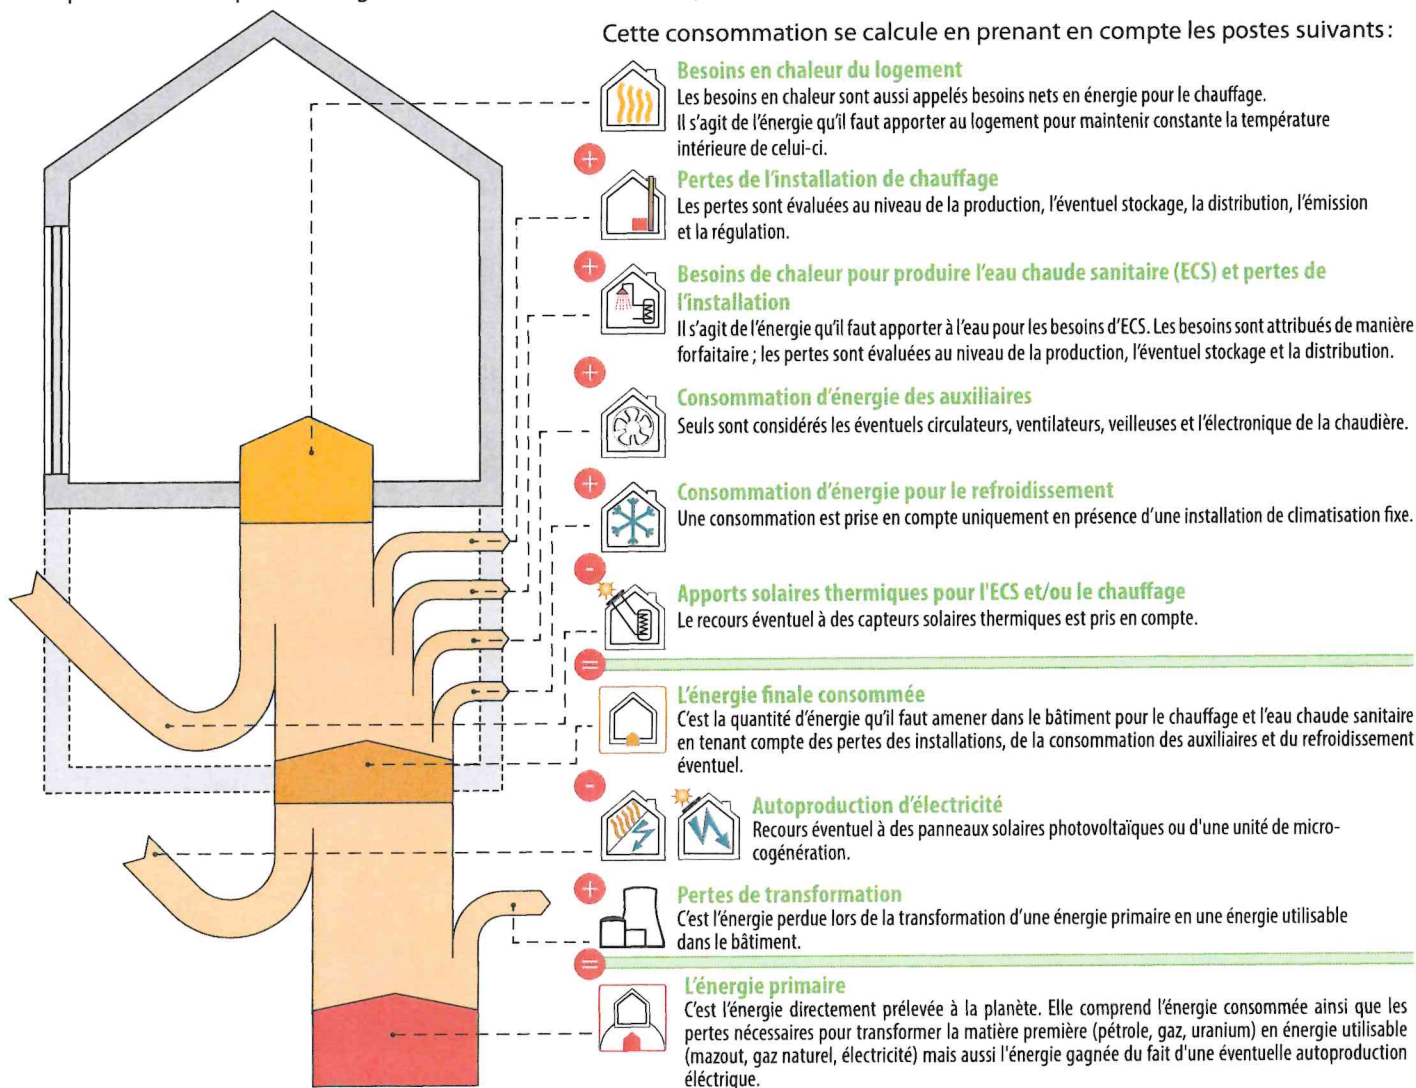 Cette consommation se calcule en prenant en compte les postes suivants :
Besoins en chaleur du logement
Les besoins en chaleur sont aussi appelés besoins nets en énergie pour le chauffage.
Il s'agit de l'énergie qu'il faut apporter au logement pour maintenir constante la température
intérieure de celui-ci.
+
Pertes de l'installation de chauffage
Les pertes sont évaluées au niveau de la production, l'éventuel stockage, la distribution, l'émission
et la régulation.
+
Besoins de chaleur pour produire l'eau chaude sanitaire (ECS) et pertes de
l'installation
Il s'agit de l'énergie qu'il faut apporter à l'eau pour les besoins d'ECS. Les besoins sont attribués de manière
forfaitaire ; les pertes sont évaluées au niveau de la production, l'éventuel stockage et la distribution.
+
Consommation d'énergie des auxiliaires
Seuls sont considérés les éventuels circulateurs, ventilateurs, veilleuses et l'électronique de la chaudière.
+
Consommation d'énergie pour le refroidissement
Une consommation est prise en compte uniquement en présence d'une installation de climatisation fixe.
-
Apports solaires thermiques pour l'ECS et/ou le chauffage
Le recours éventuel à des capteurs solaires thermiques est pris en compte.
=
L'énergie finale consommée
C'est la quantité d'énergie qu'il faut amener dans le bâtiment pour le chauffage et l'eau chaude sanitaire
en tenant compte des pertes des installations, de la consommation des auxiliaires et du refroidissement
éventuel.
-
Autoproduction d'électricité
Recours éventuel à des panneaux solaires photovoltaïques ou d'une unité de micro-
cogénération.
+
Pertes de transformation
C'est l'énergie perdue lors de la transformation d'une énergie primaire en une énergie utilisable
dans le bâtiment.
=
L'énergie primaire
C'est l'énergie directement prélevée à la planète. Elle comprend l'énergie consommée ainsi que les
pertes nécessaires pour transformer la matière première (pétrole, gaz, uranium) en énergie utilisable
(mazout, gaz naturel, électricité) mais aussi l'énergie gagnée du fait d'une éventuelle autoproduction
éléctrique.